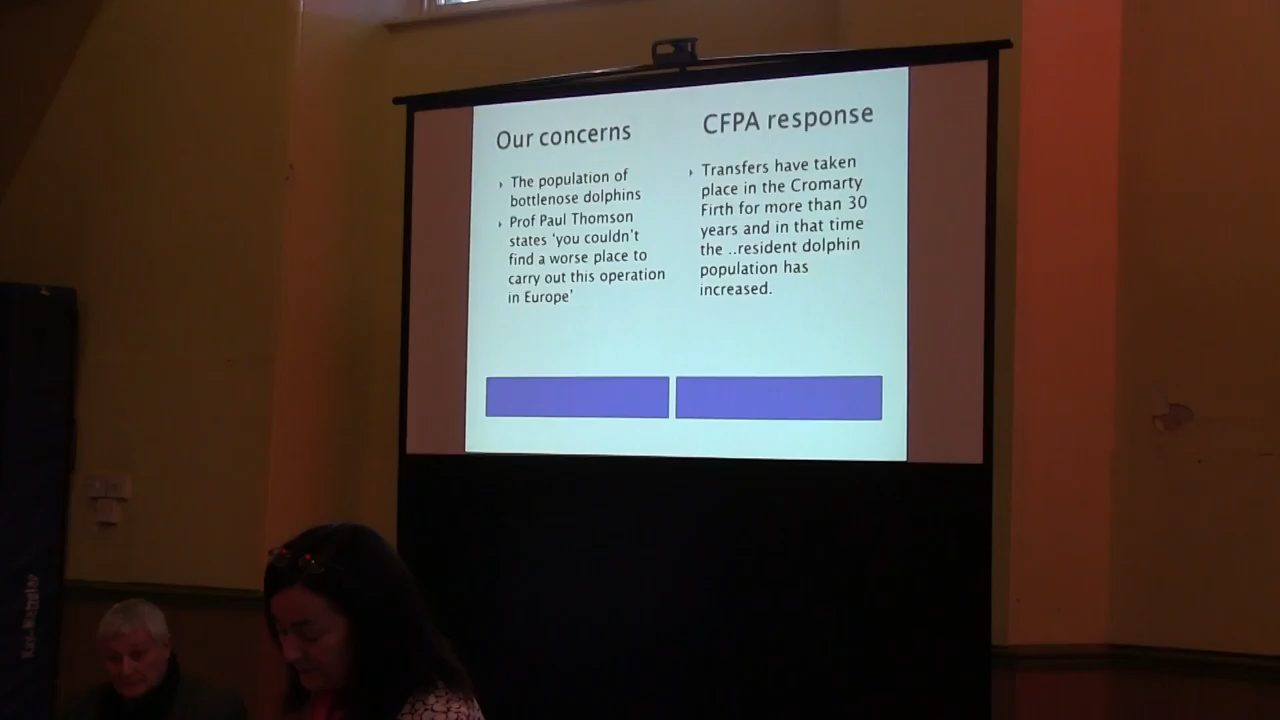 Our concerns
The population of
bottlenose dolphins
Prof Paul Thomson
states ‘you couldn’t
find a worse place to
carry out this operation
in Europe’
CFPA response
Transfers have taken
place in the Cromarty
Firth for more than 30
years and in that time
the ..resident dolphin
population has
increased.